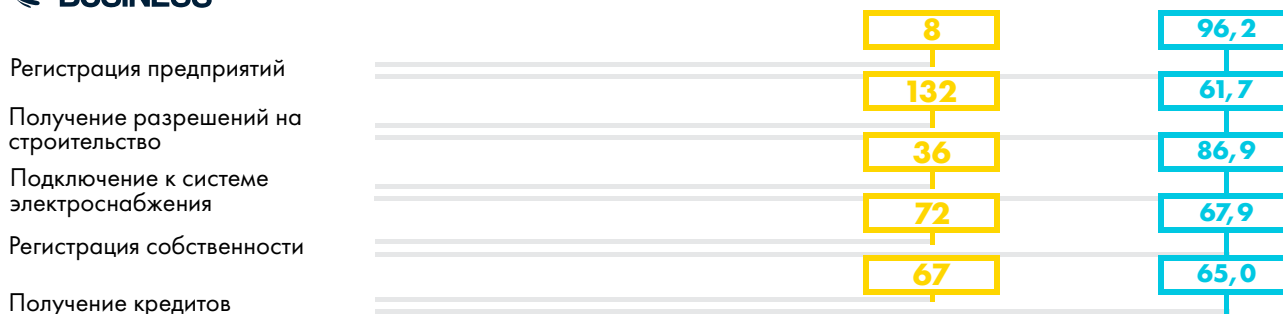 BUSINESS
8 96,2
Регистрация предприятий
132 61,7
Получение разрешений на
строительство
36 86,9
Подключение к системе
электроснабжения
72 67,9
Регистрация собственности
67 65,0
Получение кредитов